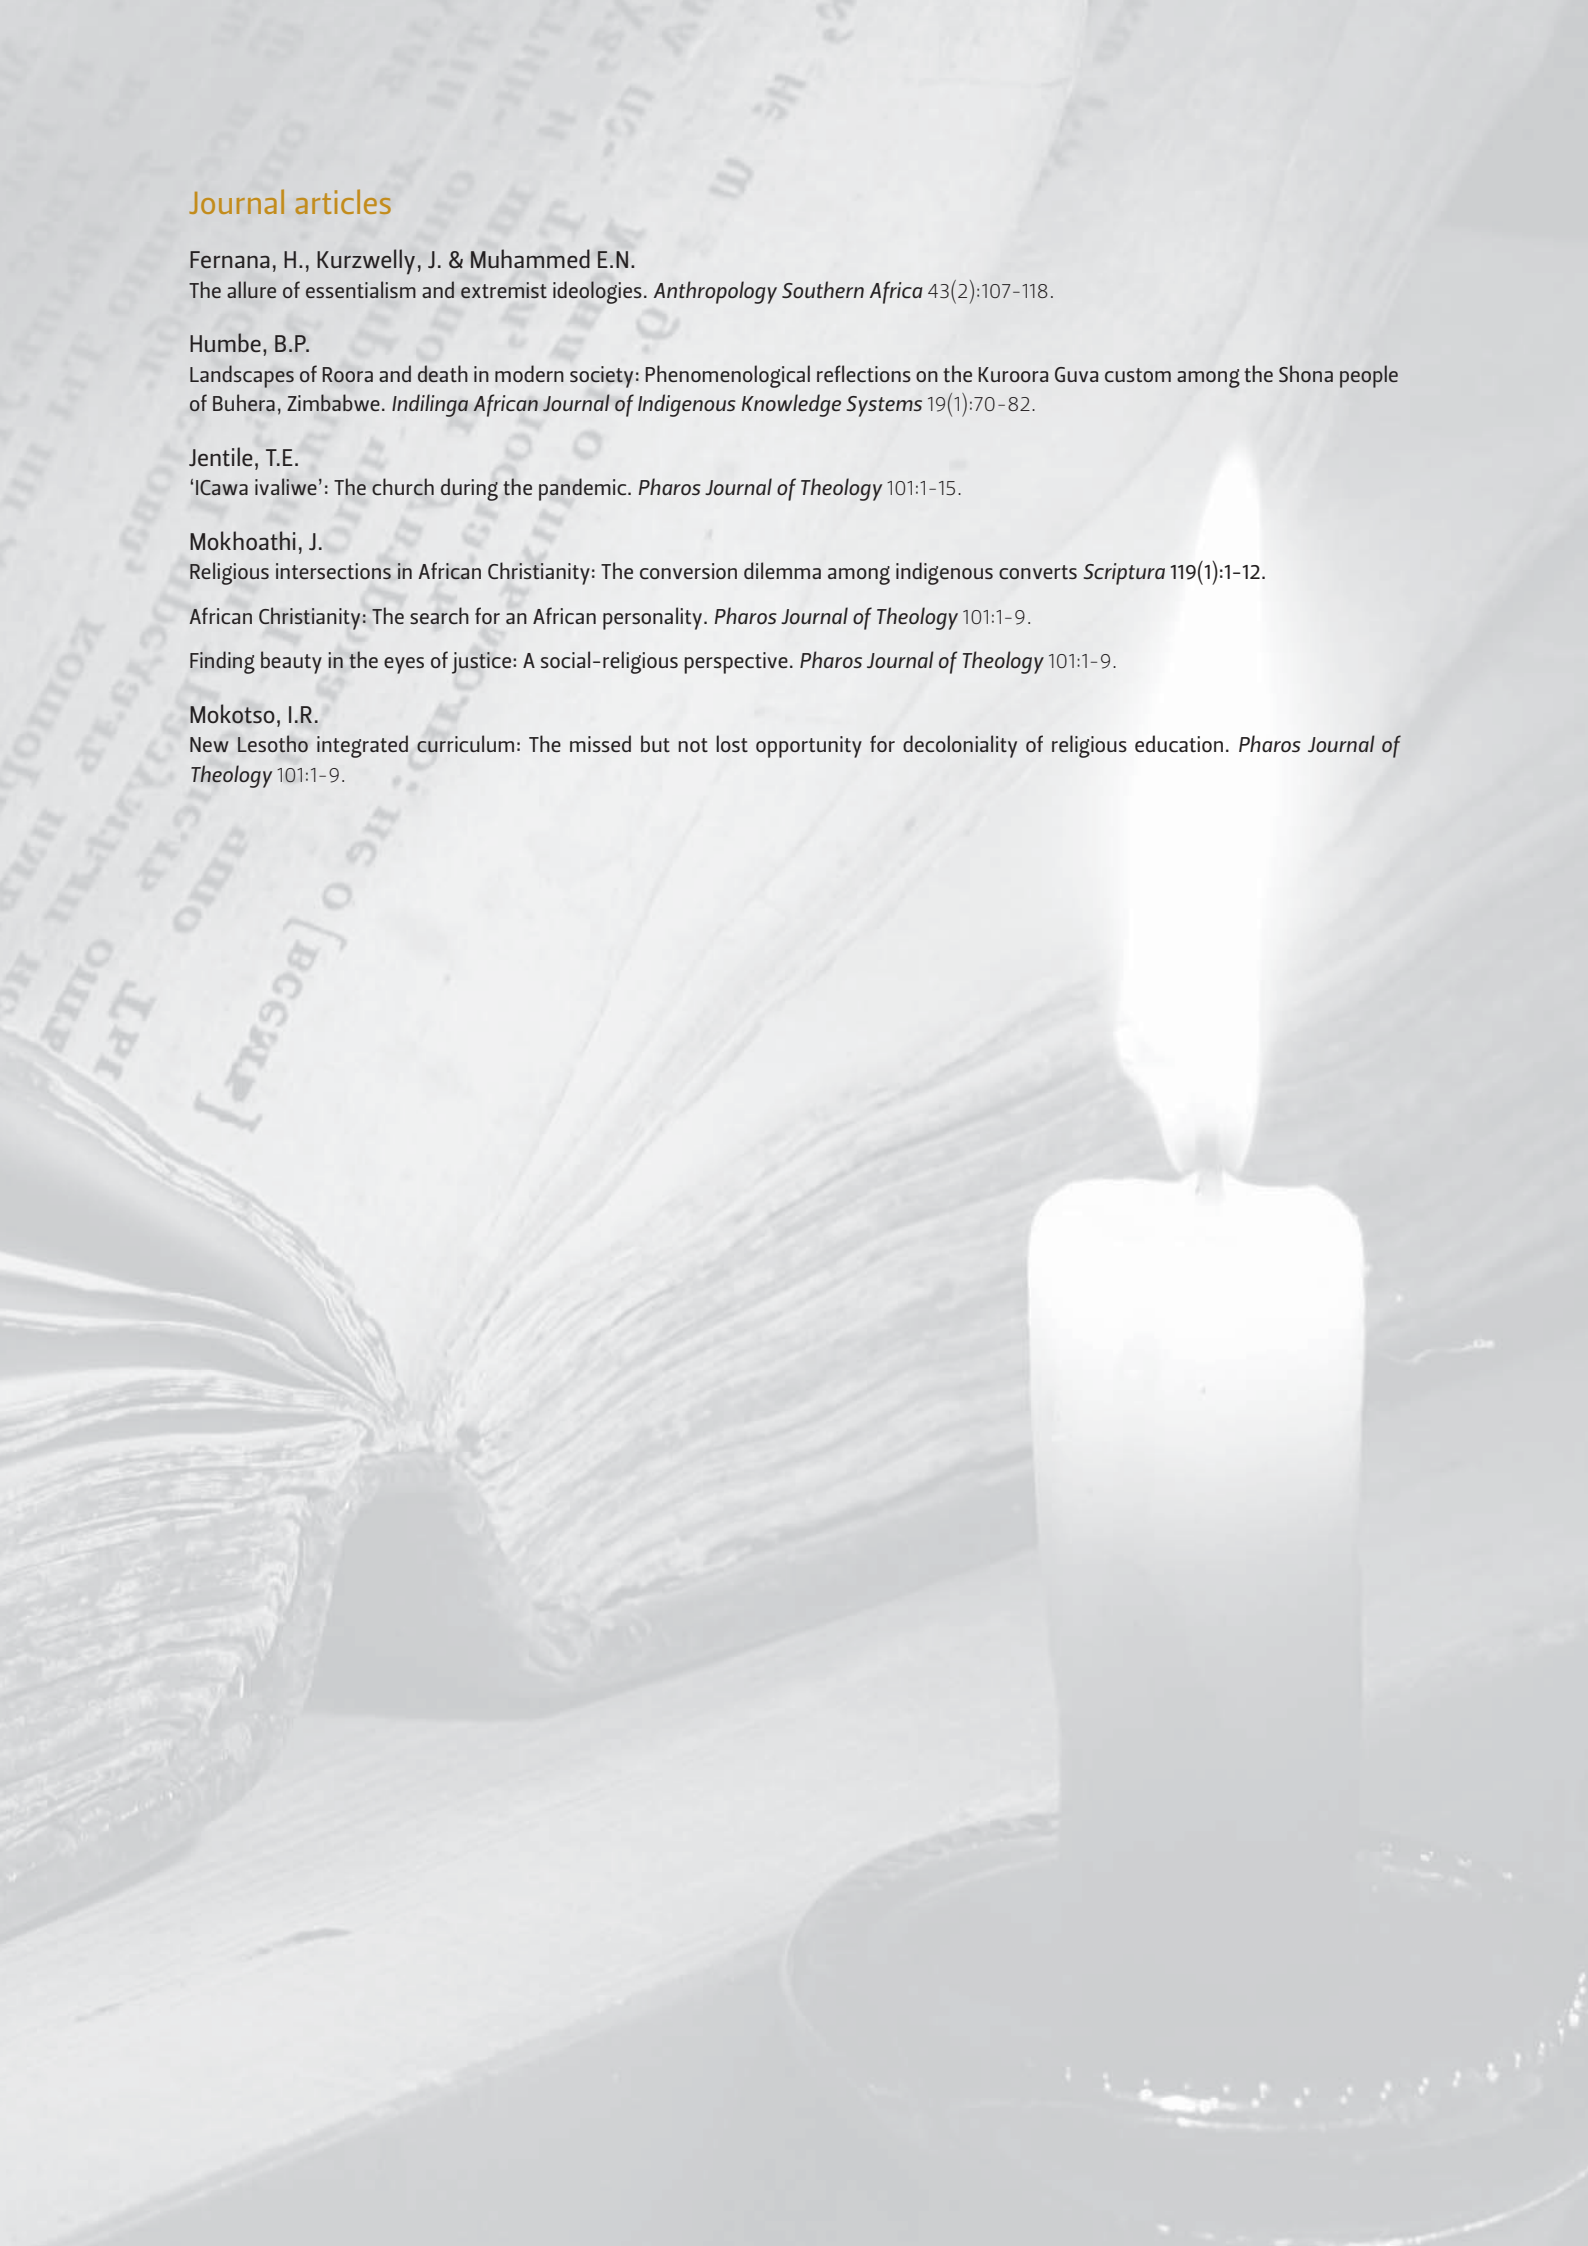 Journal articles
Fernana, H., Kurzwelly, J. & Muhammed E.N.
The allure of essentialism and extremist ideologies. Anthropology Southern Africa 43(2):107-118.
Humbe, B.P.
Landscapes of Roora and death in modern society: Phenomenological reflections on the Kuroora Guva custom among the Shona people
of Buhera, Zimbabwe. Indilinga African Journal of Indigenous Knowledge Systems 19(1):70-82.
Jentile, T.E.
‘ICawa ivaliwe’: The church during the pandemic. Pharos Journal of Theology 101:1-15.
Mokhoathi, J.
Religious intersections in African Christianity: The conversion dilemma among indigenous converts Scriptura 119(1):1-12.
African Christianity: The search for an African personality. Pharos Journal of Theology 101:1-9.
Finding beauty in the eyes of justice: A social-religious perspective. Pharos Journal of Theology 101:1-9.
Mokotso, I.R.
New Lesotho integrated curriculum: The missed but not lost opportunity for decoloniality of religious education. Pharos Journal of
Theology 101:1-9.